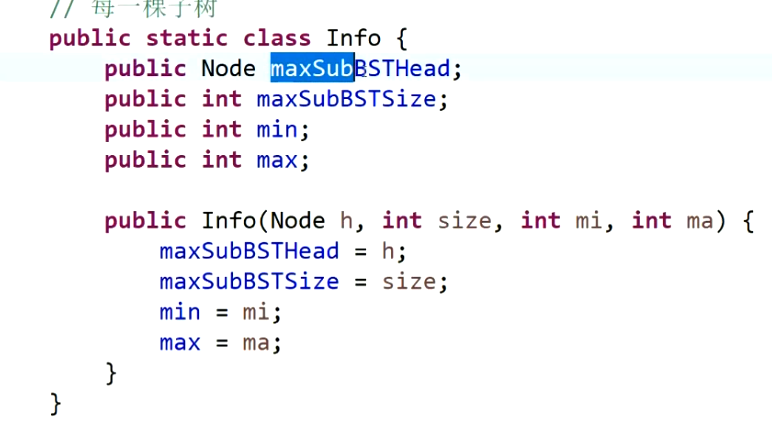 // 每一棵子树
public static class Info {
public Node maxSubBSTHead;
public int maxSubBSTSize;
public int min;
public int max;
public Info(Node h, int size, int mi, int ma) {
maxSubBSTHead = h;
maxSubBSTSize = size;
min = mi;
max = ma;
}
}